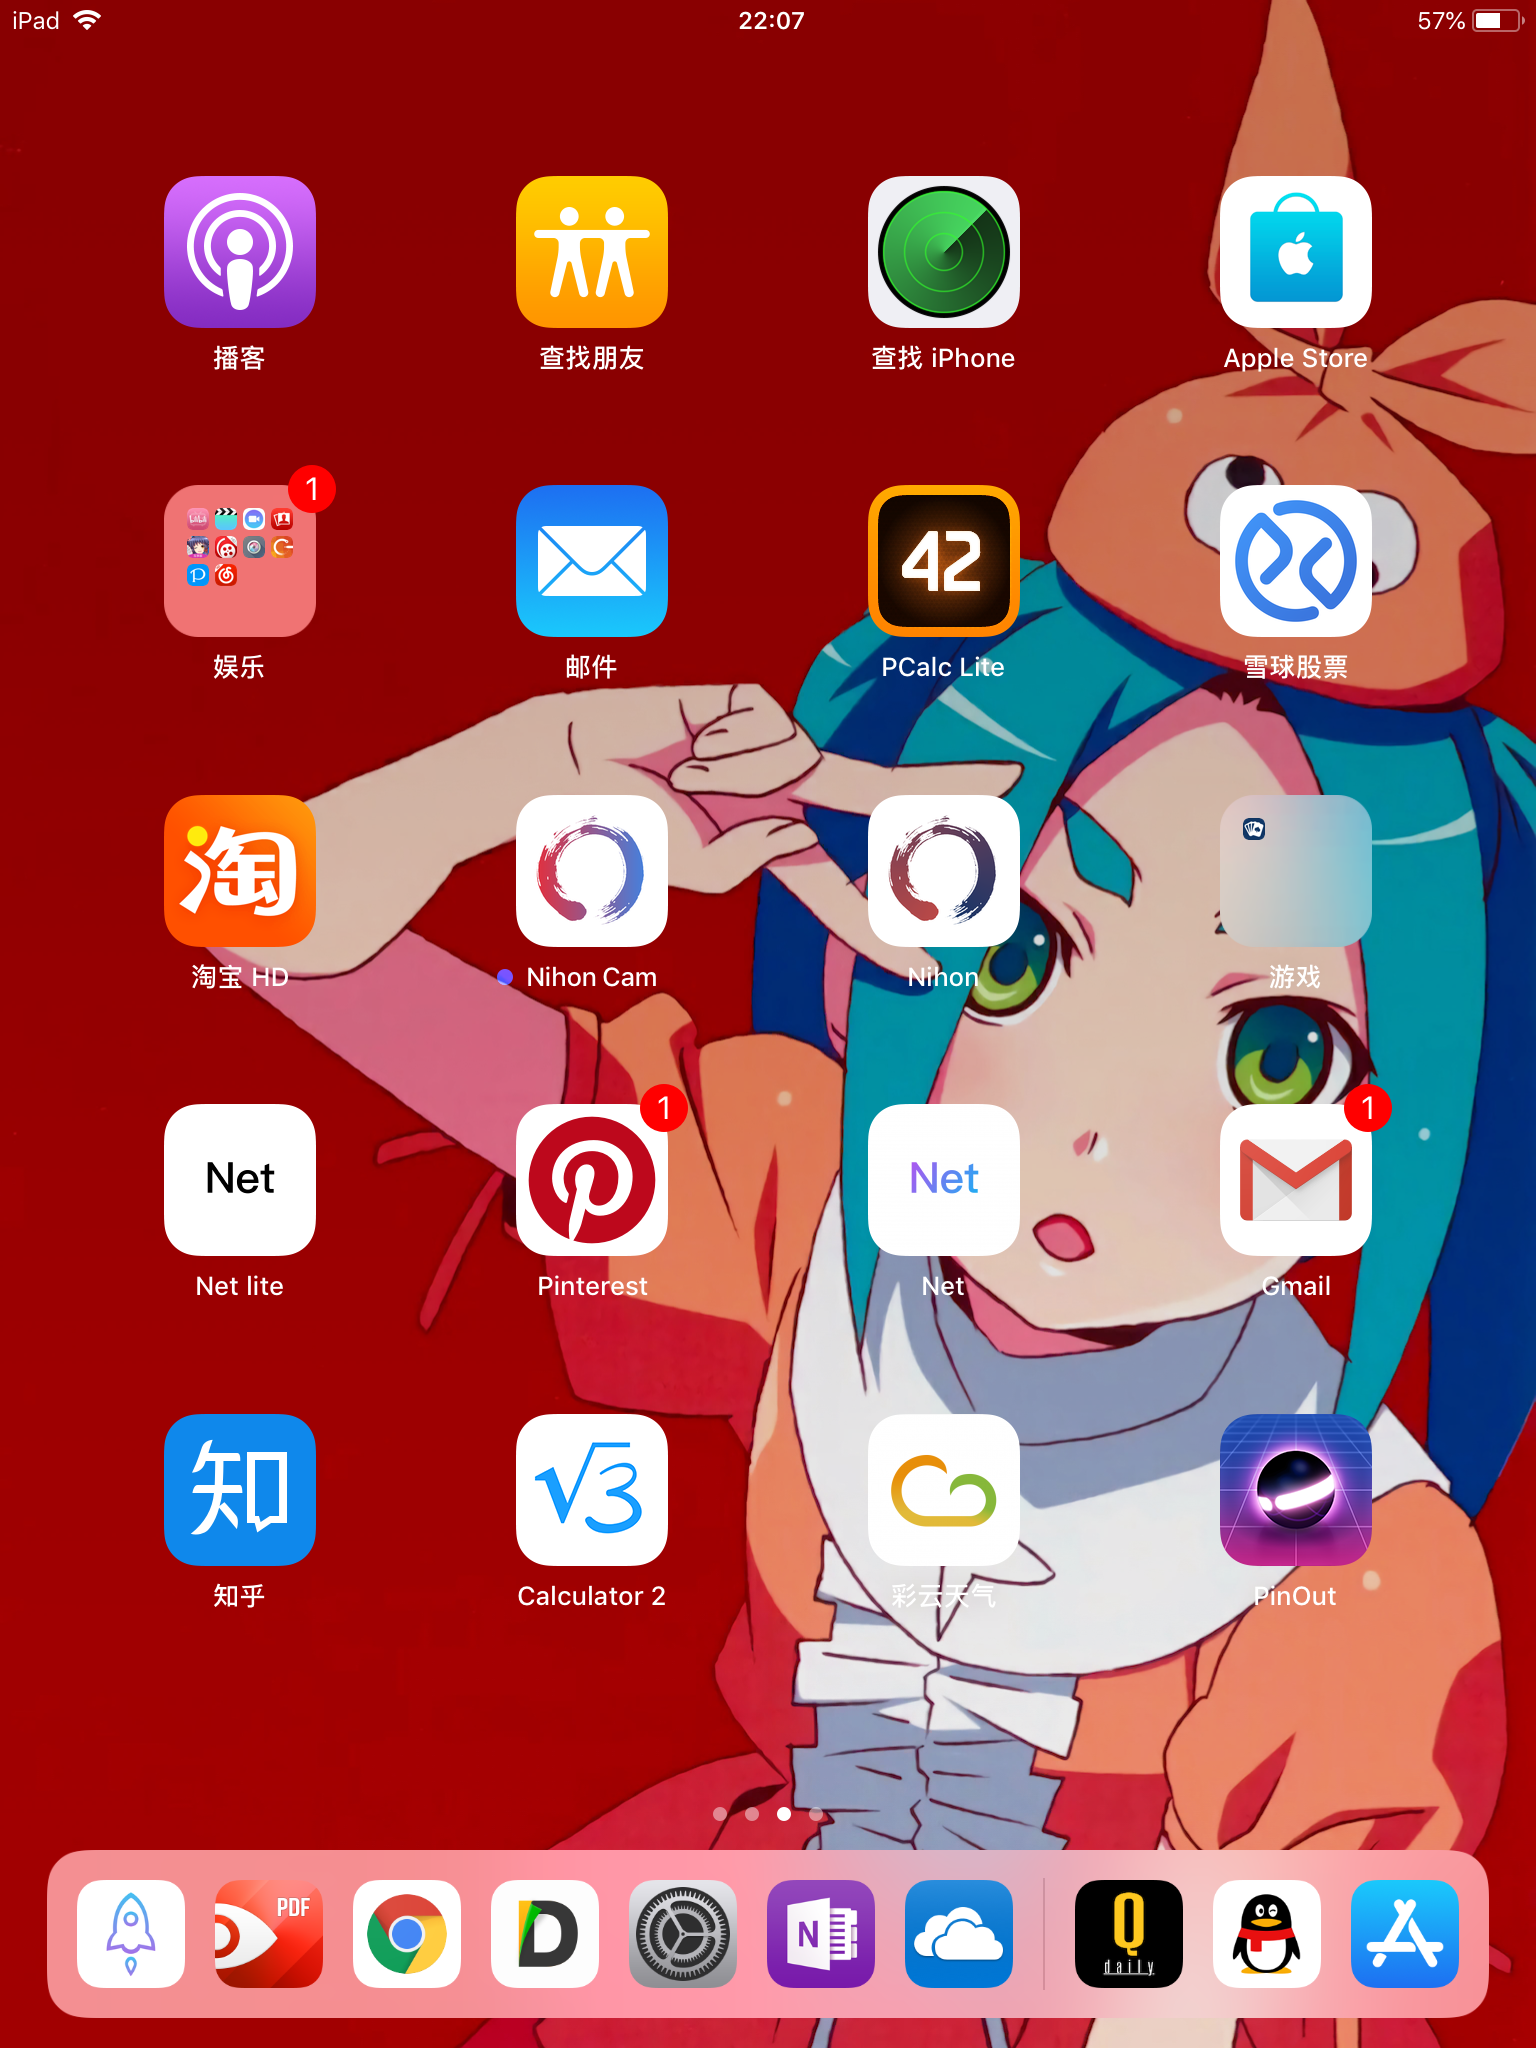 iPad
22:07
57%
播客
查找朋友
查找 iPhone
Apple Store
1
42
娱乐
邮件
PCalc Lite
雪球股票
淘
淘宝 HD
Nihon Cam
Nihon
游戏
1
1
Net
Net
Net lite
Pinterest
Net
Gmail
知
√3
知乎
Calculator 2
彩云天气
PinOut
PDF
D
N
Q
daily